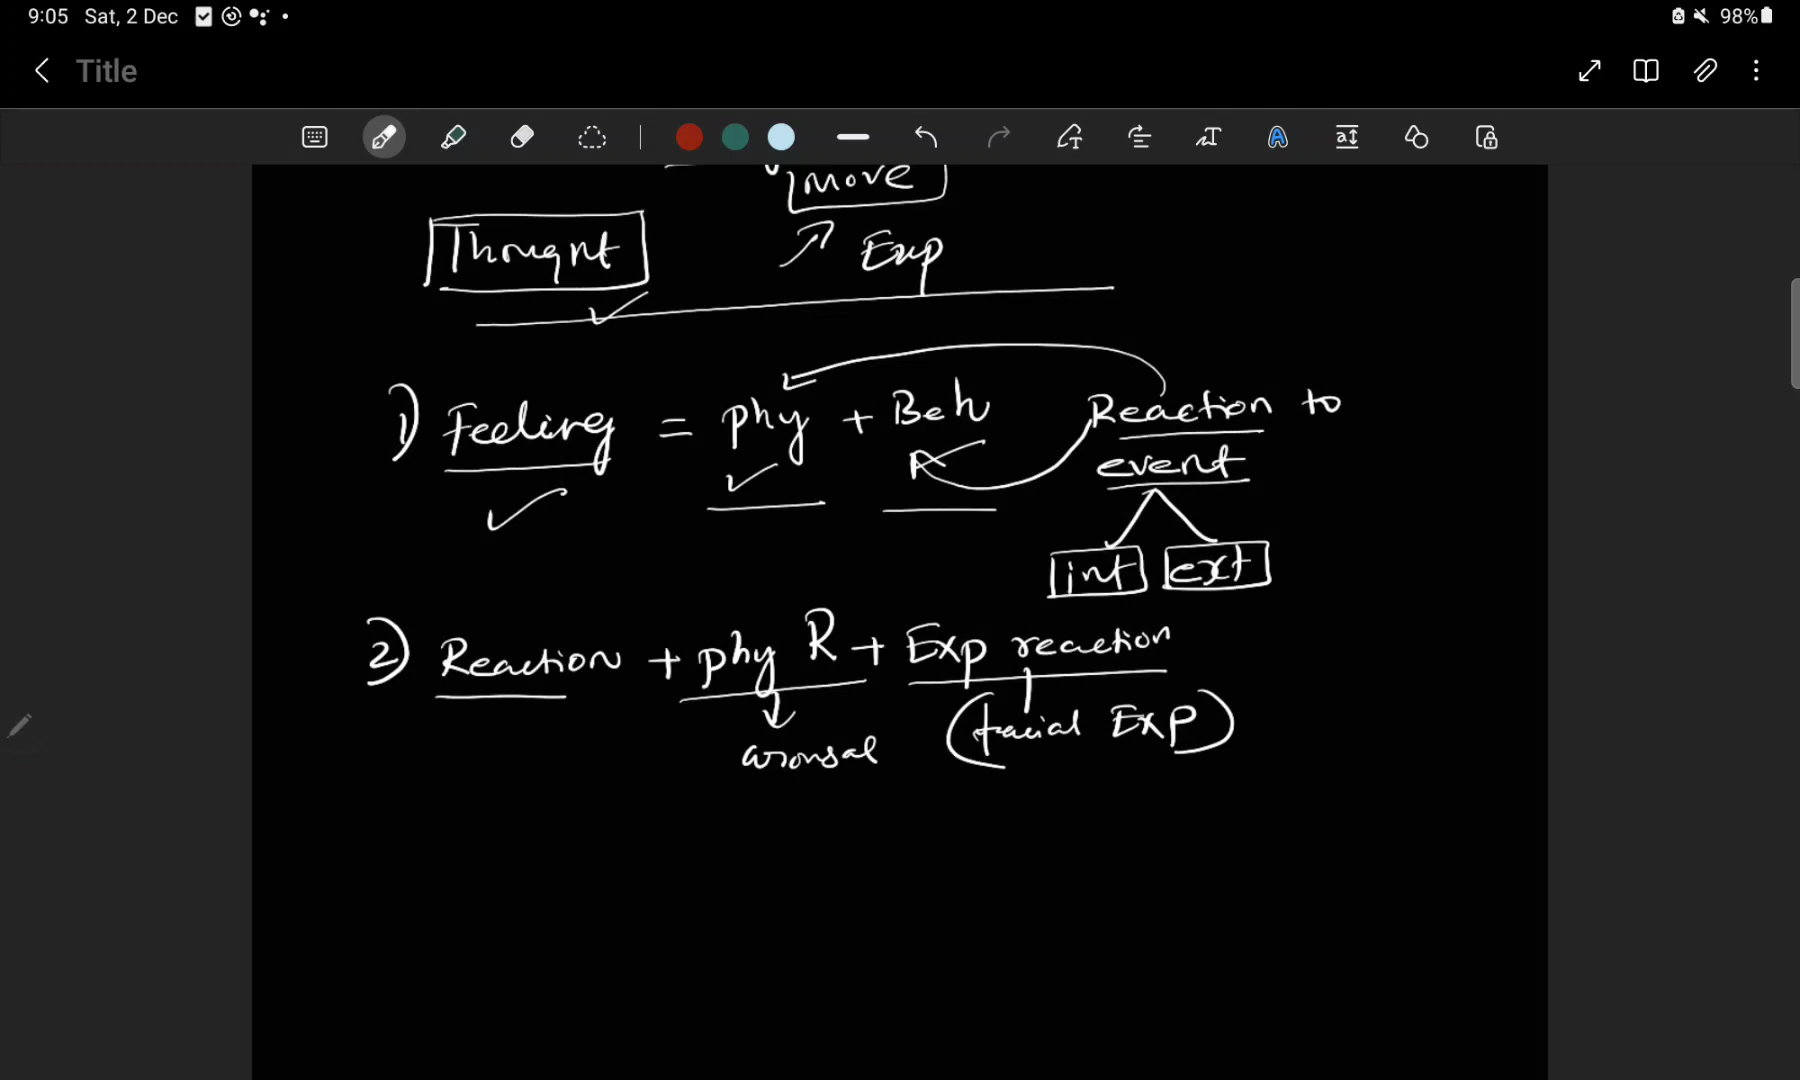 9:05 Sat, 2 Dec
98%
Title
move
Thought
Exp
1) Feeling = phy + Beh Reaction to
event
int ext
2) Reaction + phy R + Exp reaction
arousal (facial Exp)